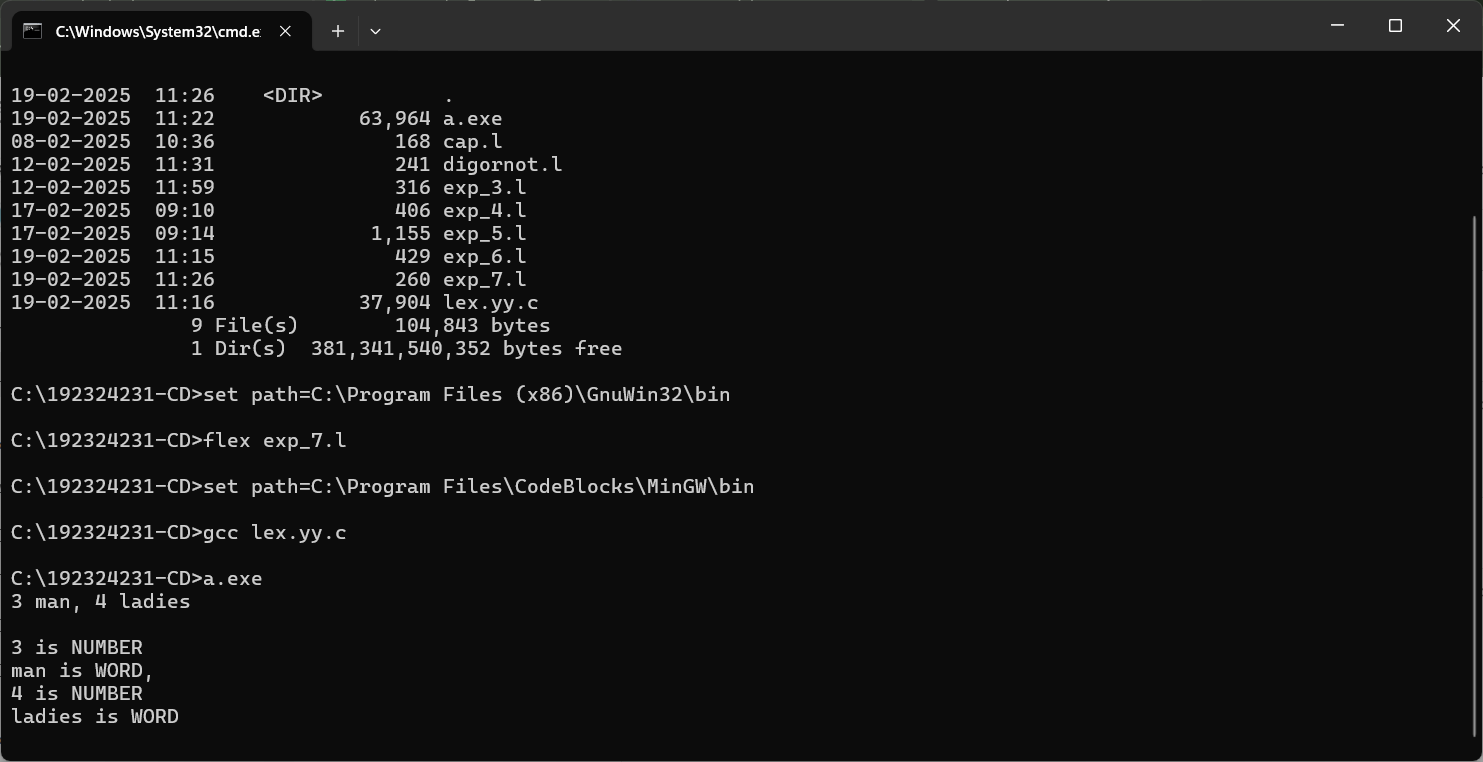 C:\Windows\System32\cmd.e
19-02-2025  11:26    <DIR>          .
19-02-2025  11:22            63,964 a.exe
08-02-2025  10:36               168 cap.l
12-02-2025  11:31               241 digornot.l
12-02-2025  11:59               316 exp_3.l
17-02-2025  09:10               406 exp_4.l
17-02-2025  09:14             1,155 exp_5.l
19-02-2025  11:15               429 exp_6.l
19-02-2025  11:26               260 exp_7.l
19-02-2025  11:16            37,904 lex.yy.c
               9 File(s)        104,843 bytes
               1 Dir(s)  381,341,540,352 bytes free
C:\192324231-CD>set path=C:\Program Files (x86)\GnuWin32\bin
C:\192324231-CD>flex exp_7.l
C:\192324231-CD>set path=C:\Program Files\CodeBlocks\MinGW\bin
C:\192324231-CD>gcc lex.yy.c
C:\192324231-CD>a.exe
3 man, 4 ladies
3 is NUMBER
man is WORD,
4 is NUMBER
ladies is WORD